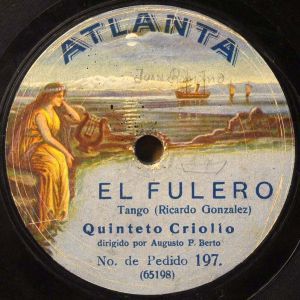 ATLANTA
EL FULERO
Tango (Ricardo Gonzalez)
Quinteto Criollo
dirigido por Augusto P. Berto
No. de Pedido 197.
(65198)